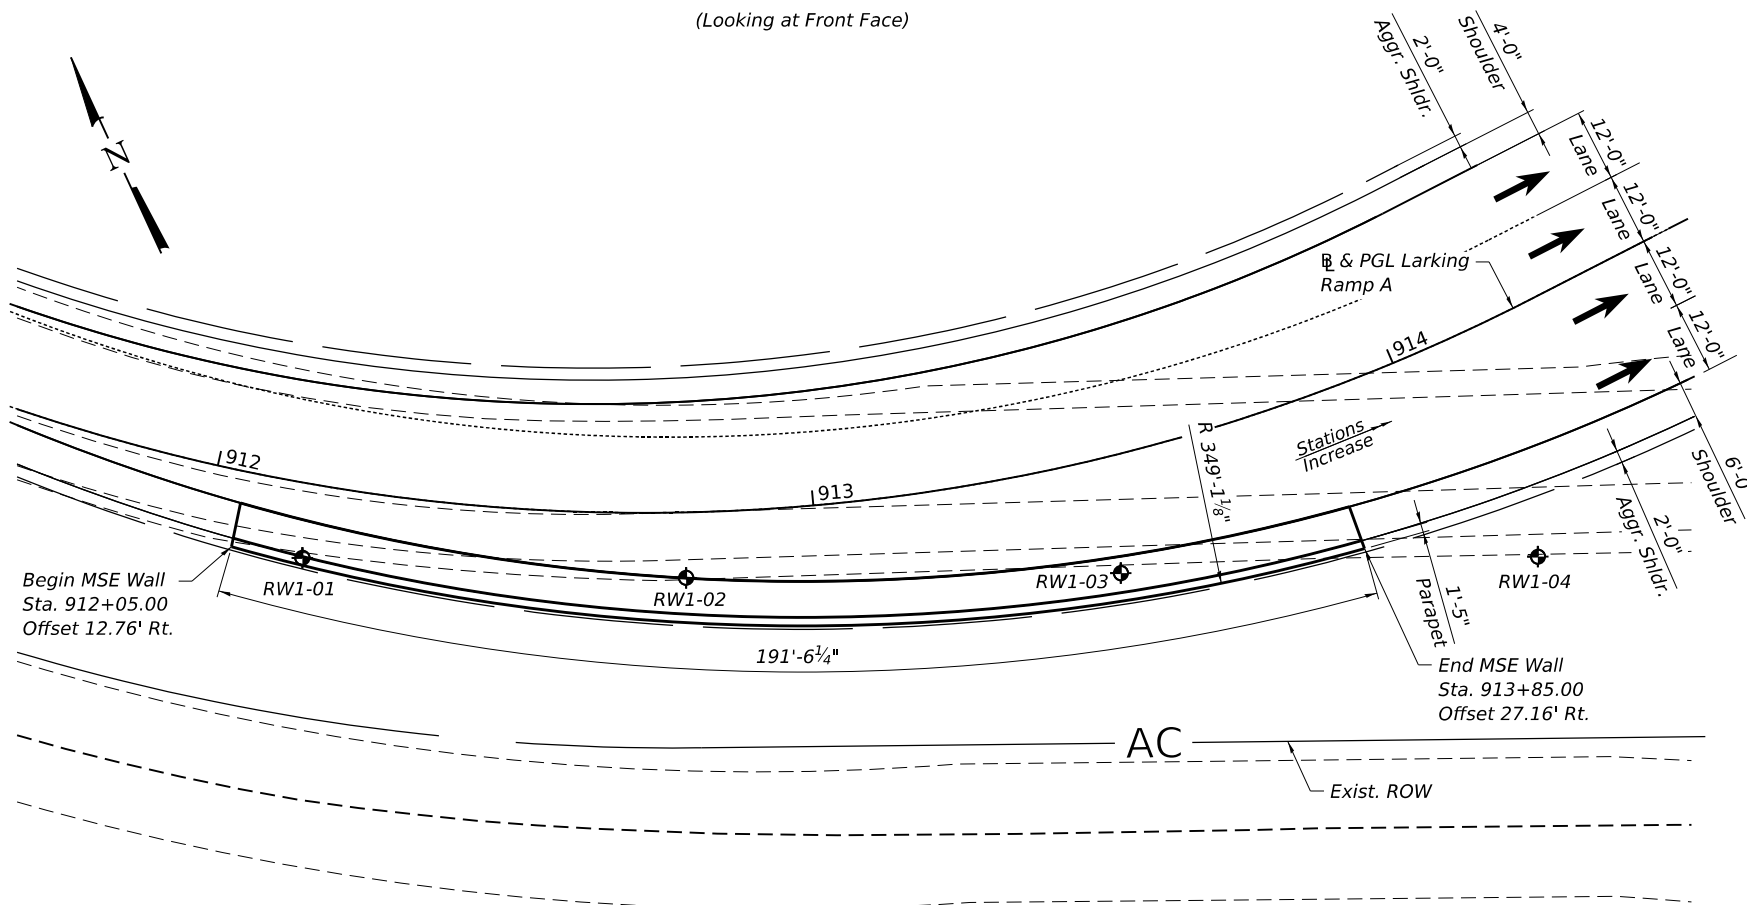 (Looking at Front Face)
N
2'-0"
Aggr. Shldr.
4'-0"
Shoulder
12'-0"
Lane
12'-0"
Lane
12'-0"
Lane
12'-0"
Lane
℄ & PGL Larking
Ramp A
914
912
913
Stations
Increase
R 349'-1⅛"
6'-0
Shoulder
2'-0"
Aggr. Shldr.
1'-5"
Parapet
Begin MSE Wall
Sta. 912+05.00
Offset 12.76' Rt.
RW1-01
RW1-02
RW1-03
RW1-04
191'-6¼"
End MSE Wall
Sta. 913+85.00
Offset 27.16' Rt.
AC
Exist. ROW